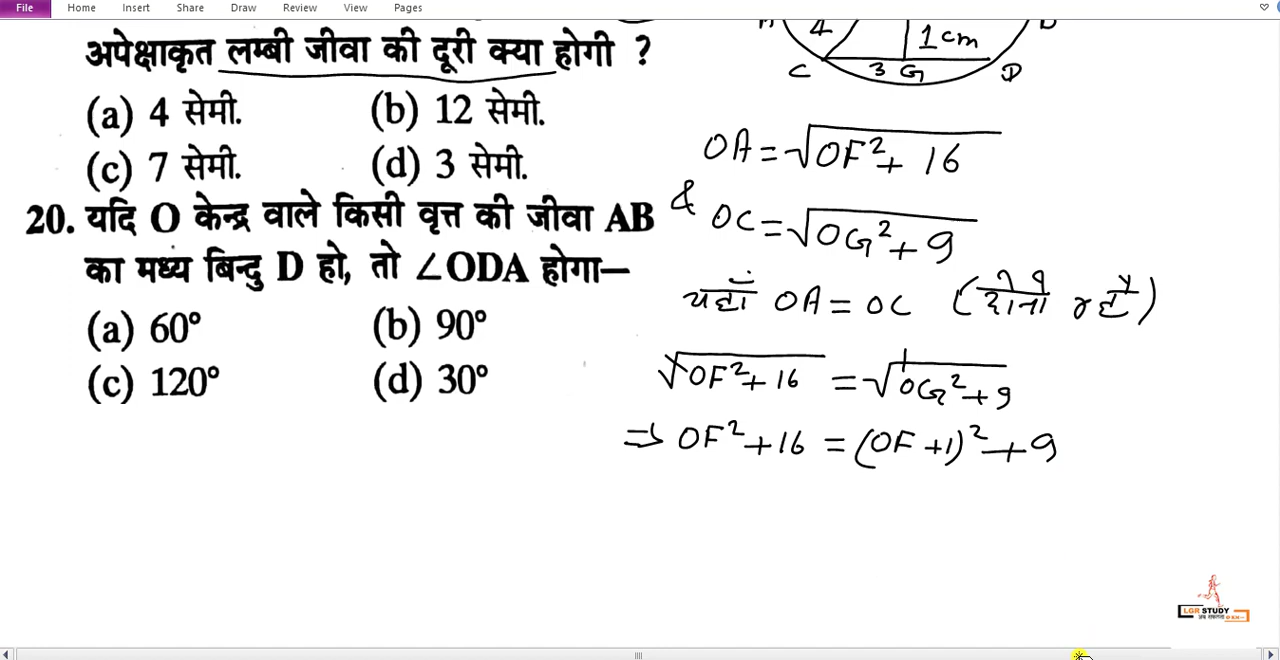 File Home Insert Share Draw Review View Pages
अपेक्षाकृत लम्बी जीवा की दूरी क्या होगी ?
(a) 4 सेमी. (b) 12 सेमी.
(c) 7 सेमी. (d) 3 सेमी.
20. यदि O केन्द्र वाले किसी वृत्त की जीवा AB
का मध्य बिन्दु D हो, तो ∠ODA होगा—
(a) 60° (b) 90°
(c) 120° (d) 30°
4 1cm
C 3 G D
OA = √OF² + 16
& OC = √OG² + 9
यहाँ OA = OC (
√OF² + 16 = √OG² + 9
⇒ OF² + 16 = (OF + 1)² + 9
LGR STUDY